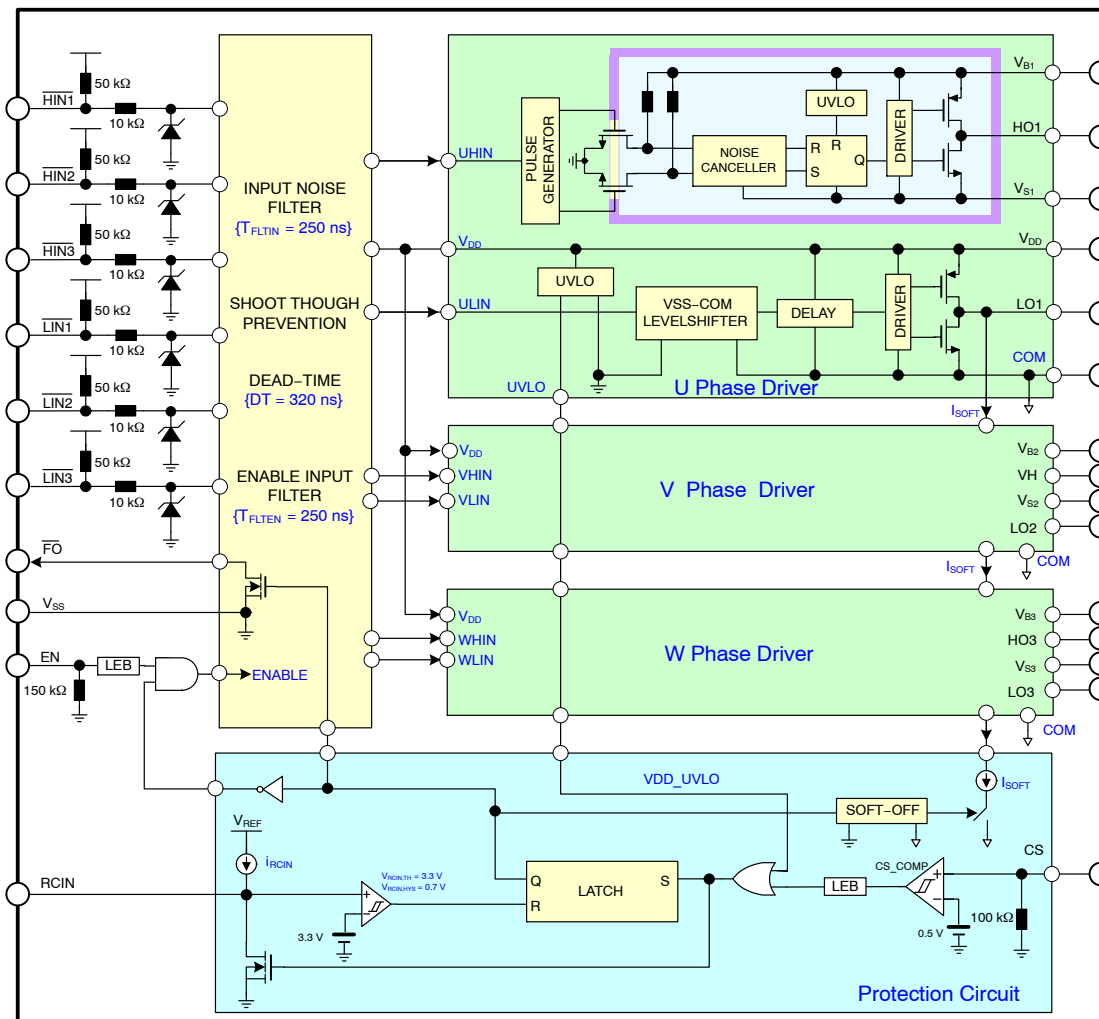 HIN1
50 kΩ
10 kΩ
HIN2
50 kΩ
10 kΩ
HIN3
50 kΩ
10 kΩ
LIN1
50 kΩ
10 kΩ
LIN2
50 kΩ
10 kΩ
LIN3
50 kΩ
10 kΩ
FO
VSS
EN
LEB
150 kΩ
INPUT NOISE
FILTER
{TFLTIN = 250 ns}
SHOOT THOUGH
PREVENTION
DEAD−TIME
{DT = 320 ns}
ENABLE INPUT
FILTER
{TFLTEN = 250 ns}
ENABLE
UHIN
PULSE
GENERATOR
NOISE
CANCELLER
UVLO
R
R
S
Q
DRIVER
VB1
HO1
VS1
VDD
VDD
UVLO
ULIN
VSS−COM
LEVELSHIFTER
DELAY
DRIVER
LO1
COM
UVLO
U Phase Driver
ISOFT
VDD
VHIN
VLIN
V Phase Driver
VB2
VH
VS2
LO2
ISOFT
COM
VDD
WHIN
WLIN
W Phase Driver
VB3
HO3
VS3
LO3
COM
VDD_UVLO
ISOFT
SOFT−OFF
VREF
iRCIN
RCIN
VRCIN,TH = 3.3 V
VRCIN,HYS = 0.7 V
+
−
3.3 V
Q
R
LATCH
S
LEB
CS_COMP
+
−
0.5 V
CS
100 kΩ
Protection Circuit